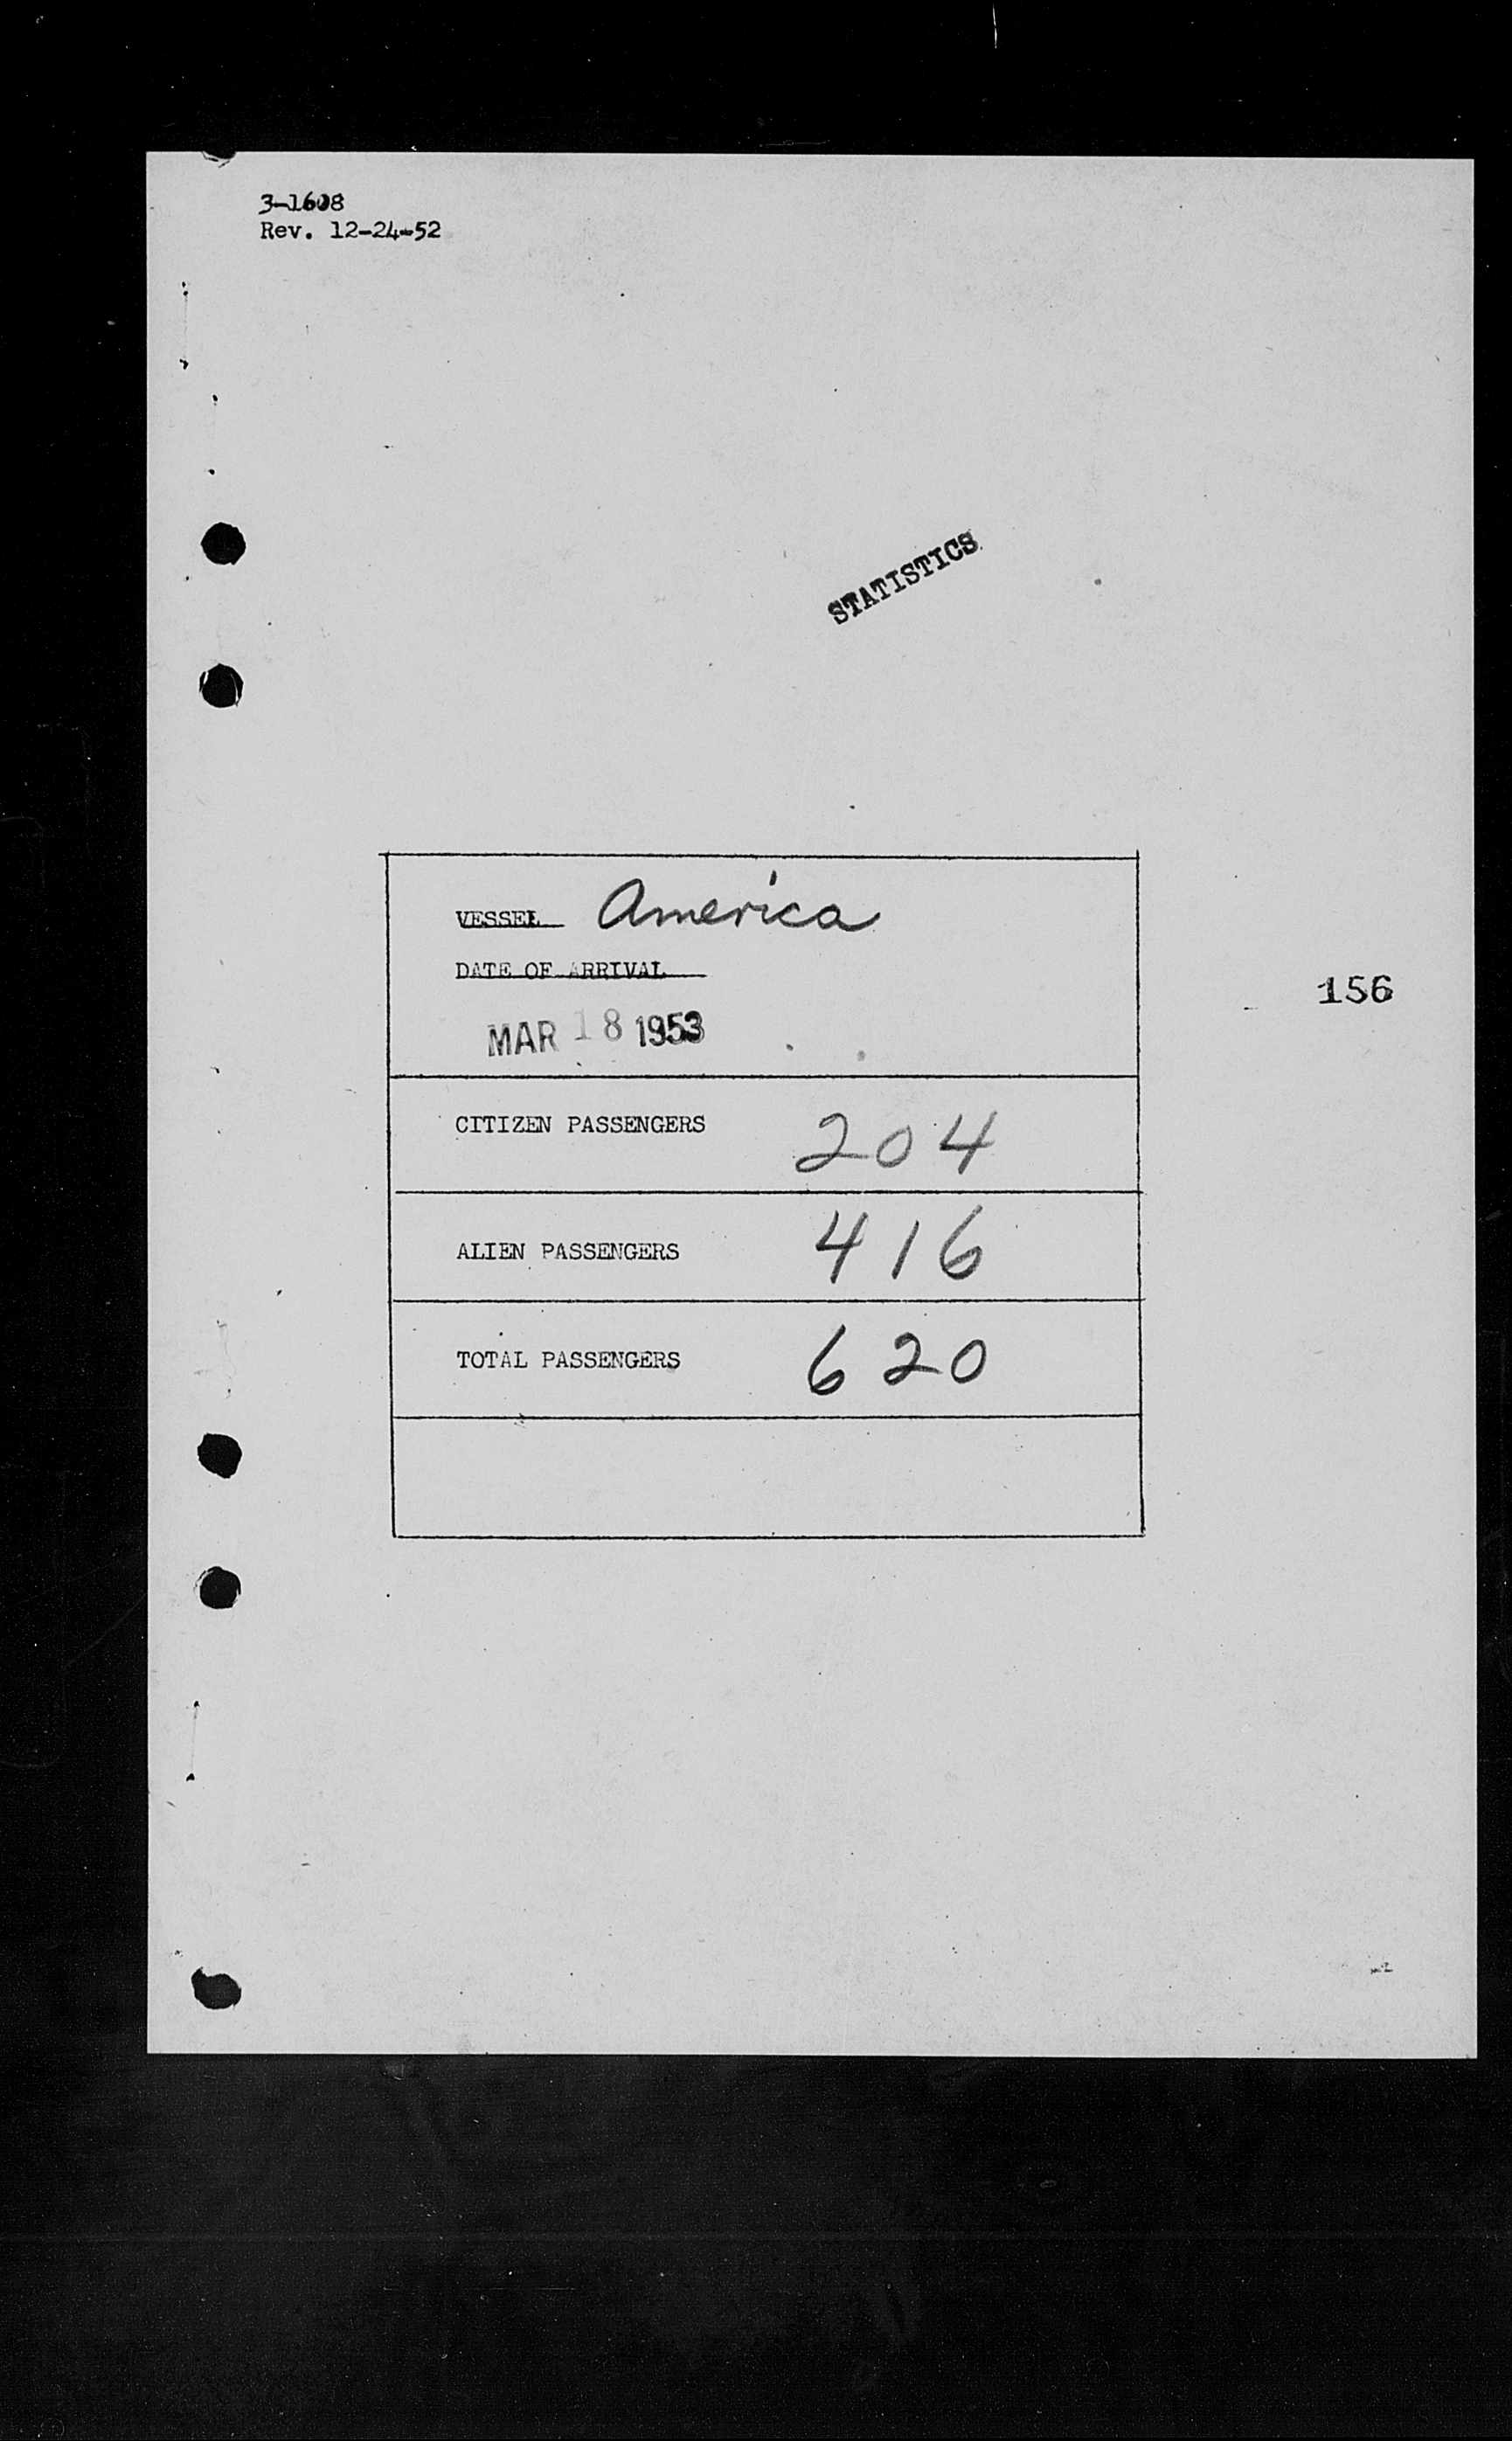 3-1608
Rev. 12-24-52
STATISTICS
VESSEL America
DATE OF ARRIVAL
MAR 18 1953
156
CITIZEN PASSENGERS 204
ALIEN PASSENGERS 416
TOTAL PASSENGERS 620